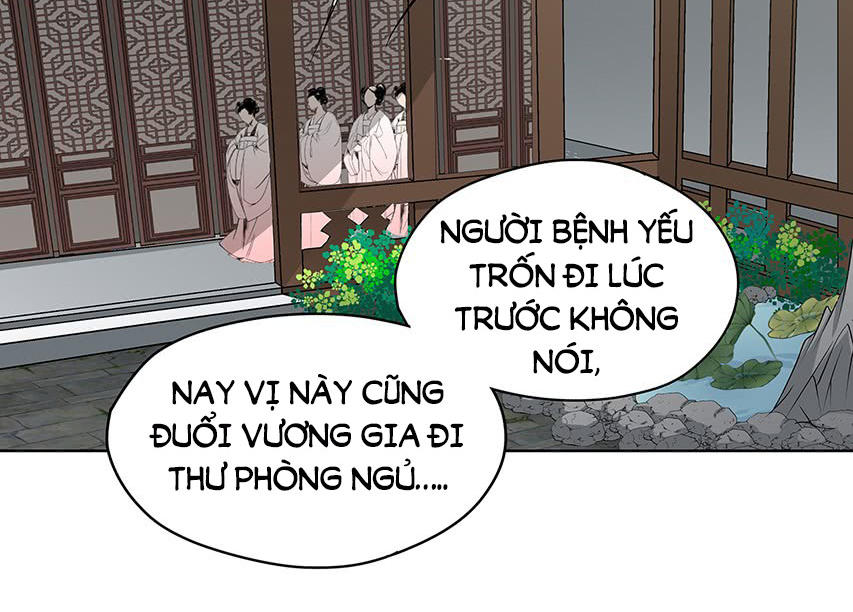 NGƯỜI BỆNH YẾU
TRỐN ĐI LÚC
TRƯỚC KHÔNG
NÓI,
NAY VỊ NÀY CŨNG
ĐUỔI VƯƠNG GIA ĐI
THƯ PHÒNG NGỦ.....